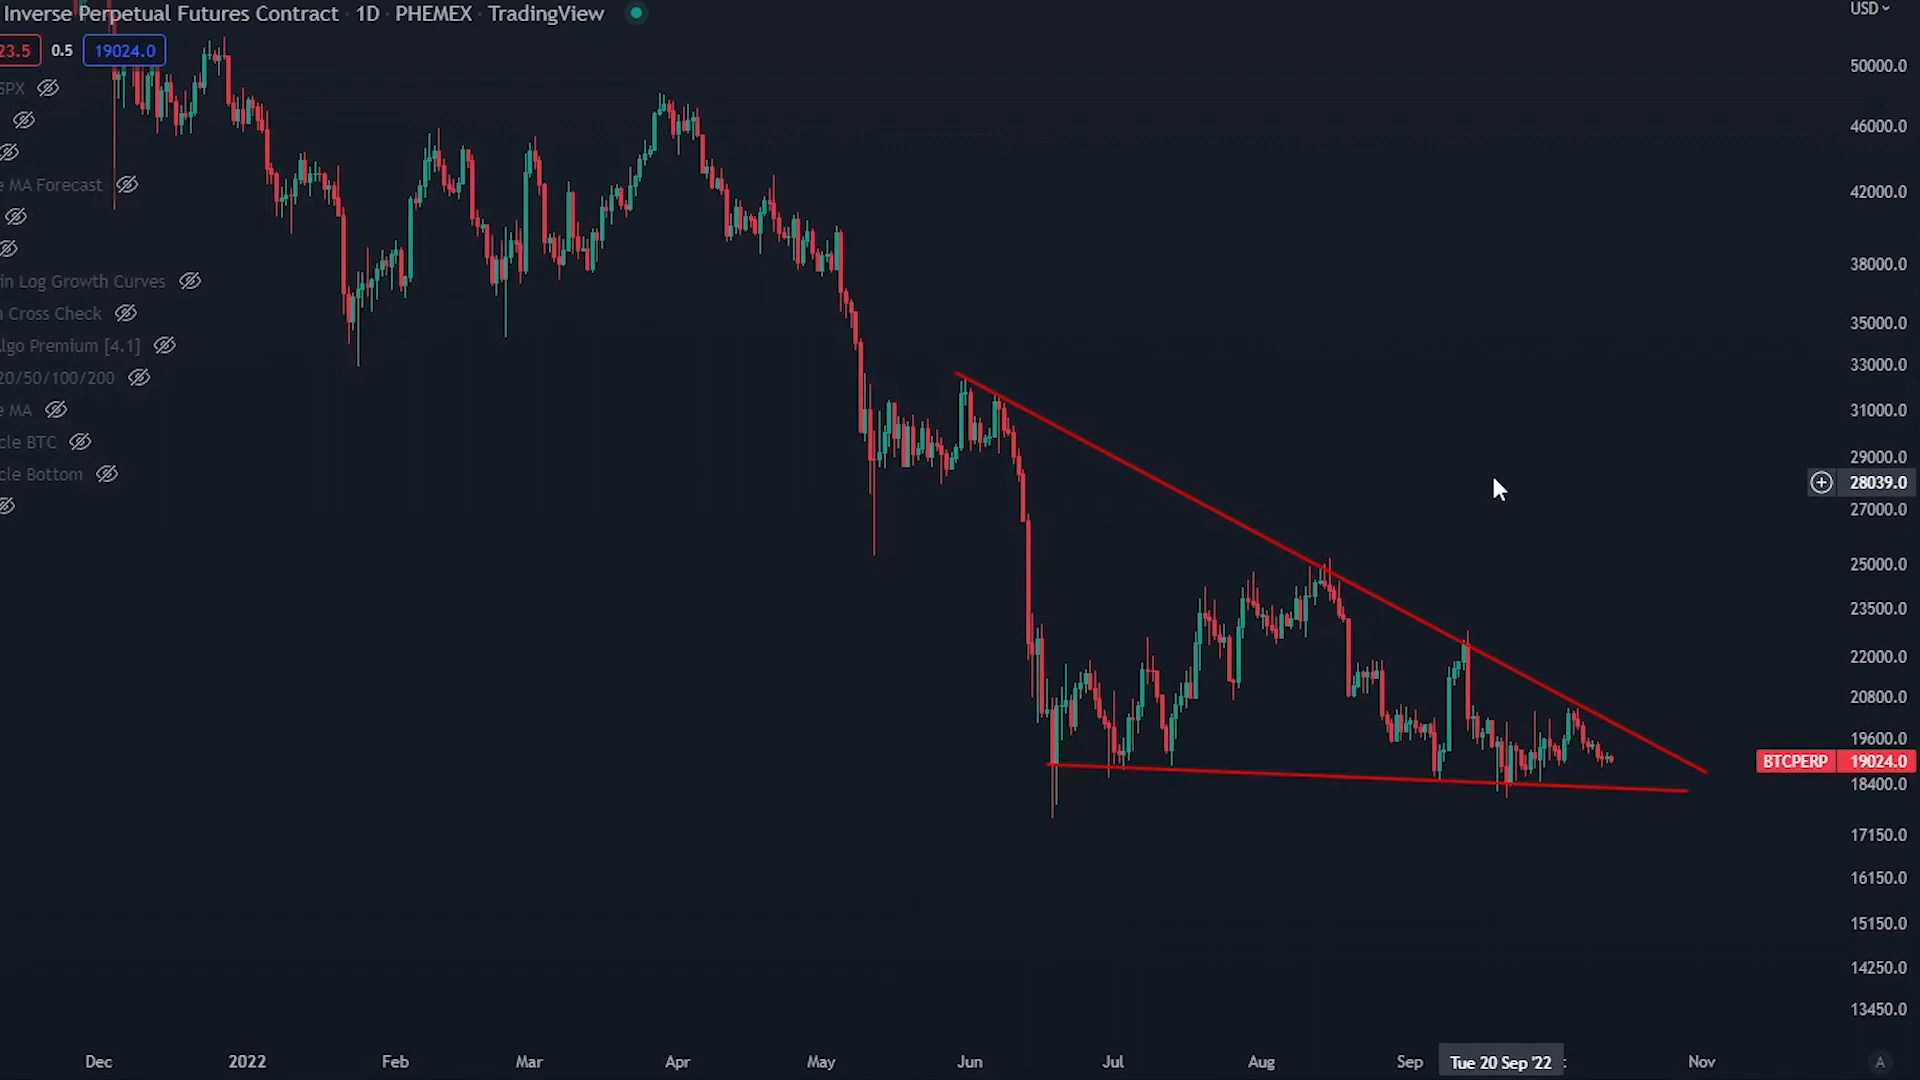 Inverse Perpetual Futures Contract · 1D · PHEMEX · TradingView
USD
23.5 0.5 19024.0
SPX
MA Forecast
in Log Growth Curves
Cross Check
Algo Premium [4.1]
20/50/100/200
MA
cle BTC
cle Bottom
50000.0
46000.0
42000.0
38000.0
35000.0
33000.0
31000.0
29000.0
28039.0
27000.0
25000.0
23500.0
22000.0
20800.0
19600.0
BTCPERP 19024.0
18400.0
17150.0
16150.0
15150.0
14250.0
13450.0
Dec 2022 Feb Mar Apr May Jun Jul Aug Sep Tue 20 Sep '22 Nov A